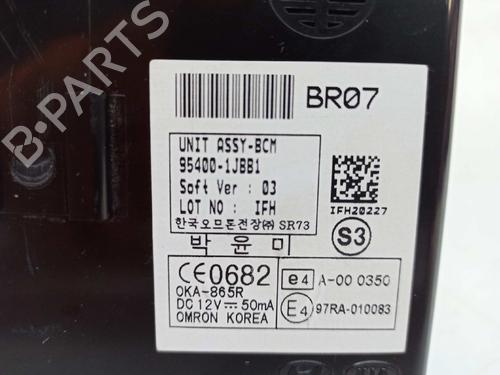 BR07
UNIT ASSY-BCM
95400-1JBB1
Soft Ver : 03
LOT NO : IFH
IFH20227
한국오므론전장㈜ SR73
박 윤 미
S3
CE0682
e4 A-00 0350
OKA-865R
DC 12V 50mA
E4 97RA-010083
OMRON KOREA
B-PARTS